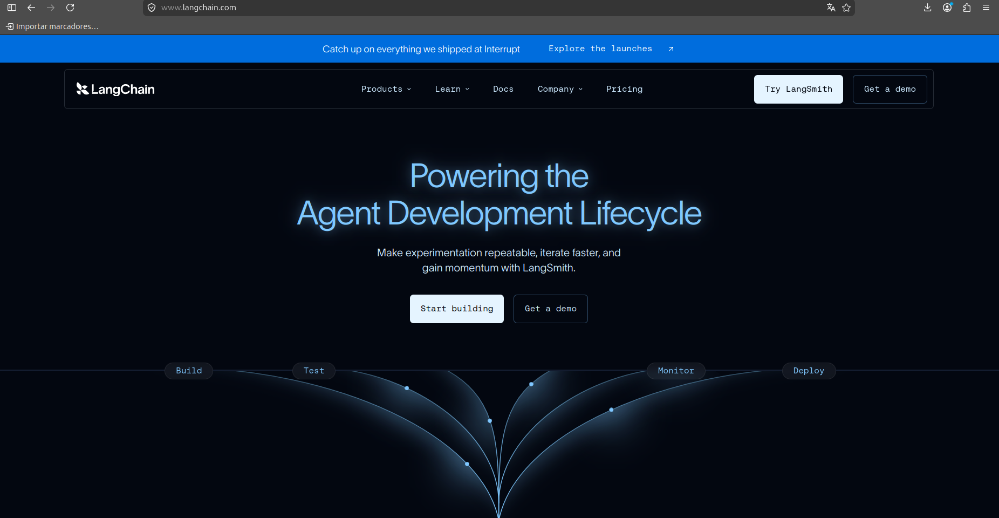 www.langchain.com
Importar marcadores...
Catch up on everything we shipped at Interrupt Explore the launches
LangChain Products Learn Docs Company Pricing Try LangSmith Get a demo
Powering the
Agent Development Lifecycle
Make experimentation repeatable, iterate faster, and
gain momentum with LangSmith.
Start building Get a demo
Build Test Monitor Deploy